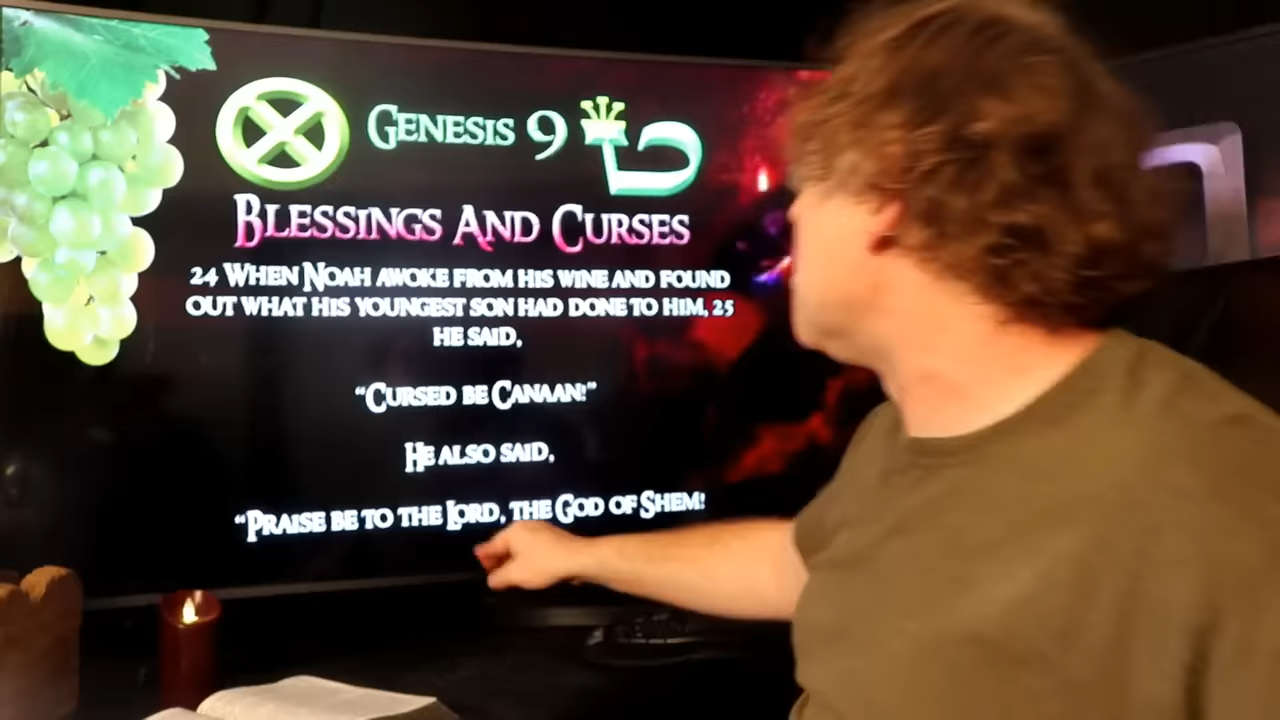 Genesis 9
Blessings And Curses
24 When Noah awoke from his wine and found
out what his youngest son had done to him, 25
he said,
“Cursed be Canaan!”
He also said,
“Praise be to the Lord, the God of Shem!